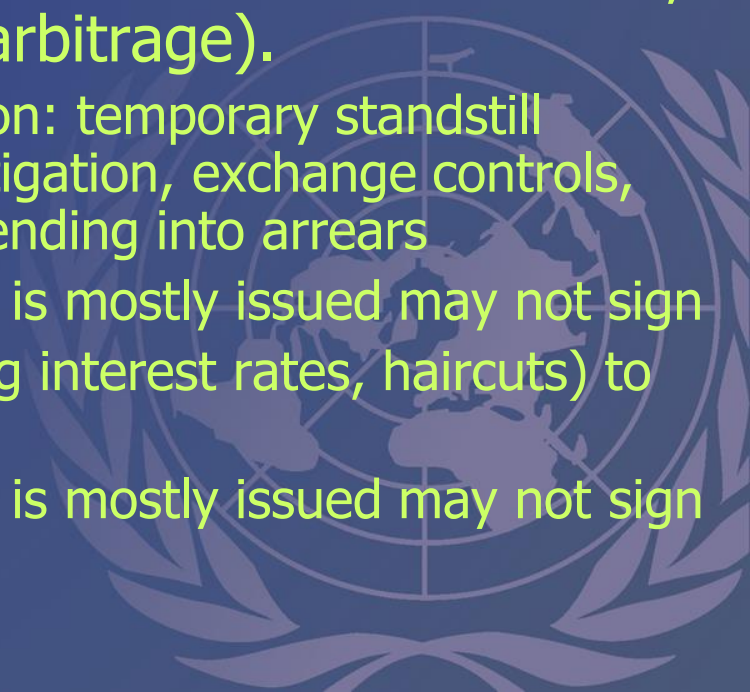 arbitrage).
on: temporary standstill
tigation, exchange controls,
ending into arrears
is mostly issued may not sign
g interest rates, haircuts) to
is mostly issued may not sign